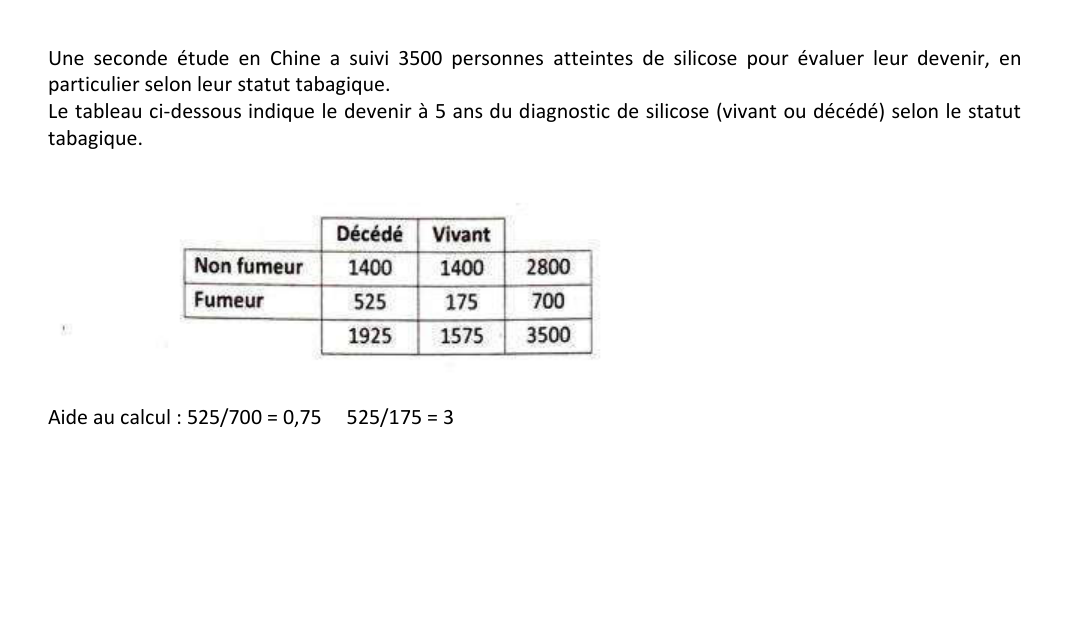 Une seconde étude en Chine a suivi 3500 personnes atteintes de silicose pour évaluer leur devenir, en
particulier selon leur statut tabagique.
Le tableau ci-dessous indique le devenir à 5 ans du diagnostic de silicose (vivant ou décédé) selon le statut
tabagique.
Décédé Vivant
Non fumeur 1400 1400 2800
Fumeur 525 175 700
1925 1575 3500
Aide au calcul : 525/700 = 0,75 525/175 = 3